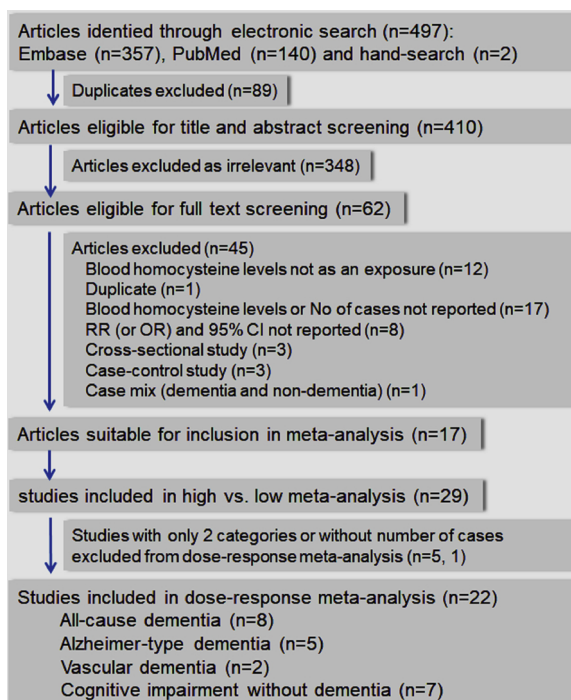 Articles identied through electronic search (n=497):
Embase (n=357), PubMed (n=140) and hand-search (n=2)
Duplicates excluded (n=89)
Articles eligible for title and abstract screening (n=410)
Articles excluded as irrelevant (n=348)
Articles eligible for full text screening (n=62)
Articles excluded (n=45)
Blood homocysteine levels not as an exposure (n=12)
Duplicate (n=1)
Blood homocysteine levels or No of cases not reported (n=17)
RR (or OR) and 95% CI not reported (n=8)
Cross-sectional study (n=3)
Case-control study (n=3)
Case mix (dementia and non-dementia) (n=1)
Articles suitable for inclusion in meta-analysis (n=17)
studies included in high vs. low meta-analysis (n=29)
Studies with only 2 categories or without number of cases
excluded from dose-response meta-analysis (n=5, 1)
Studies included in dose-response meta-analysis (n=22)
All-cause dementia (n=8)
Alzheimer-type dementia (n=5)
Vascular dementia (n=2)
Cognitive impairment without dementia (n=7)